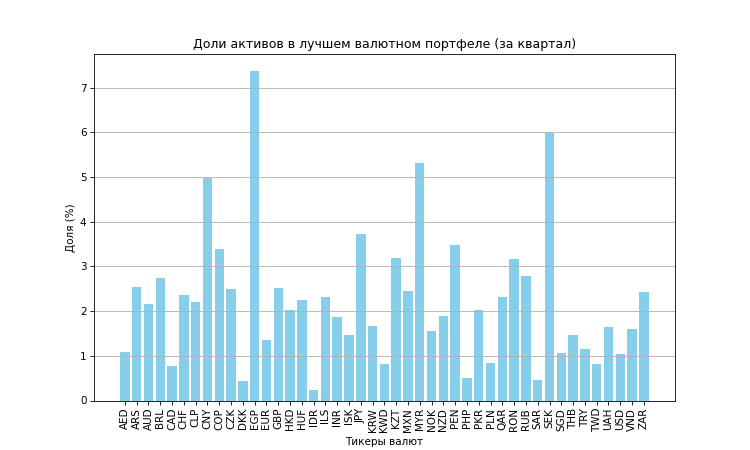 Доли активов в лучшем валютном портфеле (за квартал)
Доля (%)
7
6
5
4
3
2
1
0
AED ARS AUD BRL CAD CHF CLP CNY COP CZK DKK EGP EUR GBP HKD HUF IDR ILS INR ISK JPY KRW KWD KZT MXN MYR NOK NZD PEN PHP PKR PLN QAR RON RUB SAR SEK SGD THB TRY TWD UAH USD VND ZAR
Тикеры валют